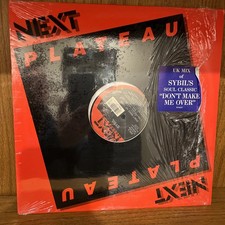 NEXT
PLATEAU
UK MIX
of
SYBIL'S
SOUL CLASSIC
"DON'T MAKE
ME OVER"
PLATEAU
NEXT